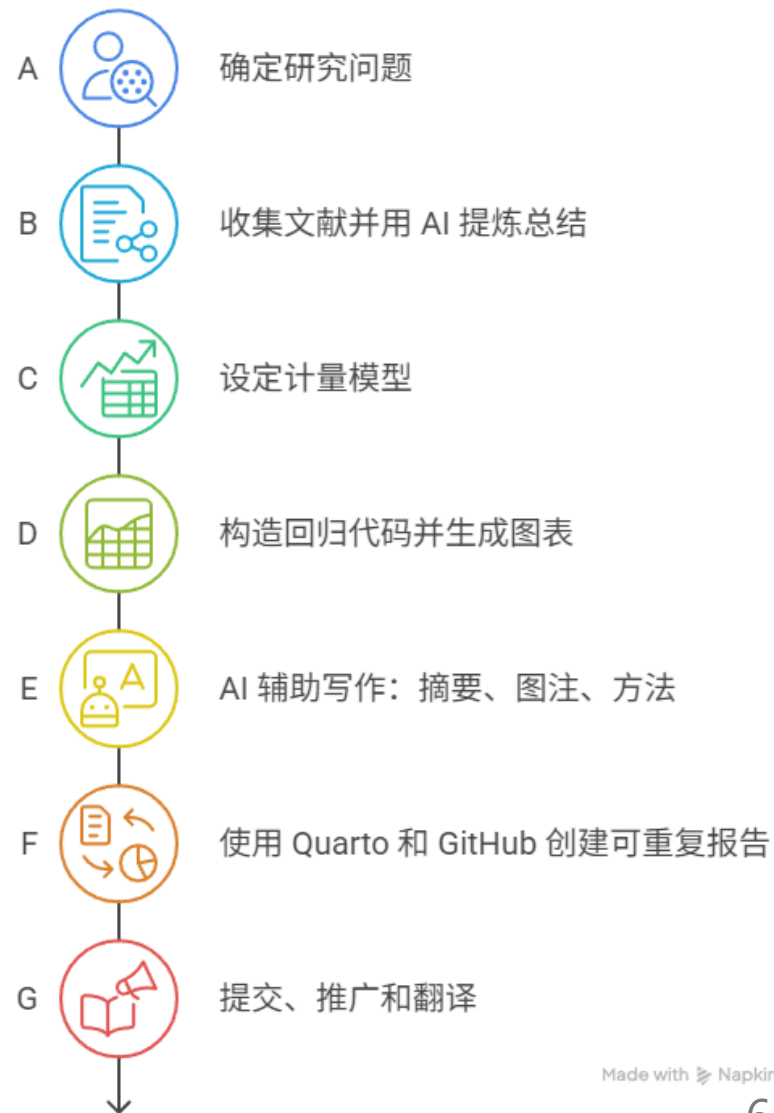 A 确定研究问题
B 收集文献并用 AI 提炼总结
C 设定计量模型
D 构造回归代码并生成图表
E AI 辅助写作：摘要、图注、方法
A
F 使用 Quarto 和 GitHub 创建可重复报告
G 提交、推广和翻译
Made with Napkin